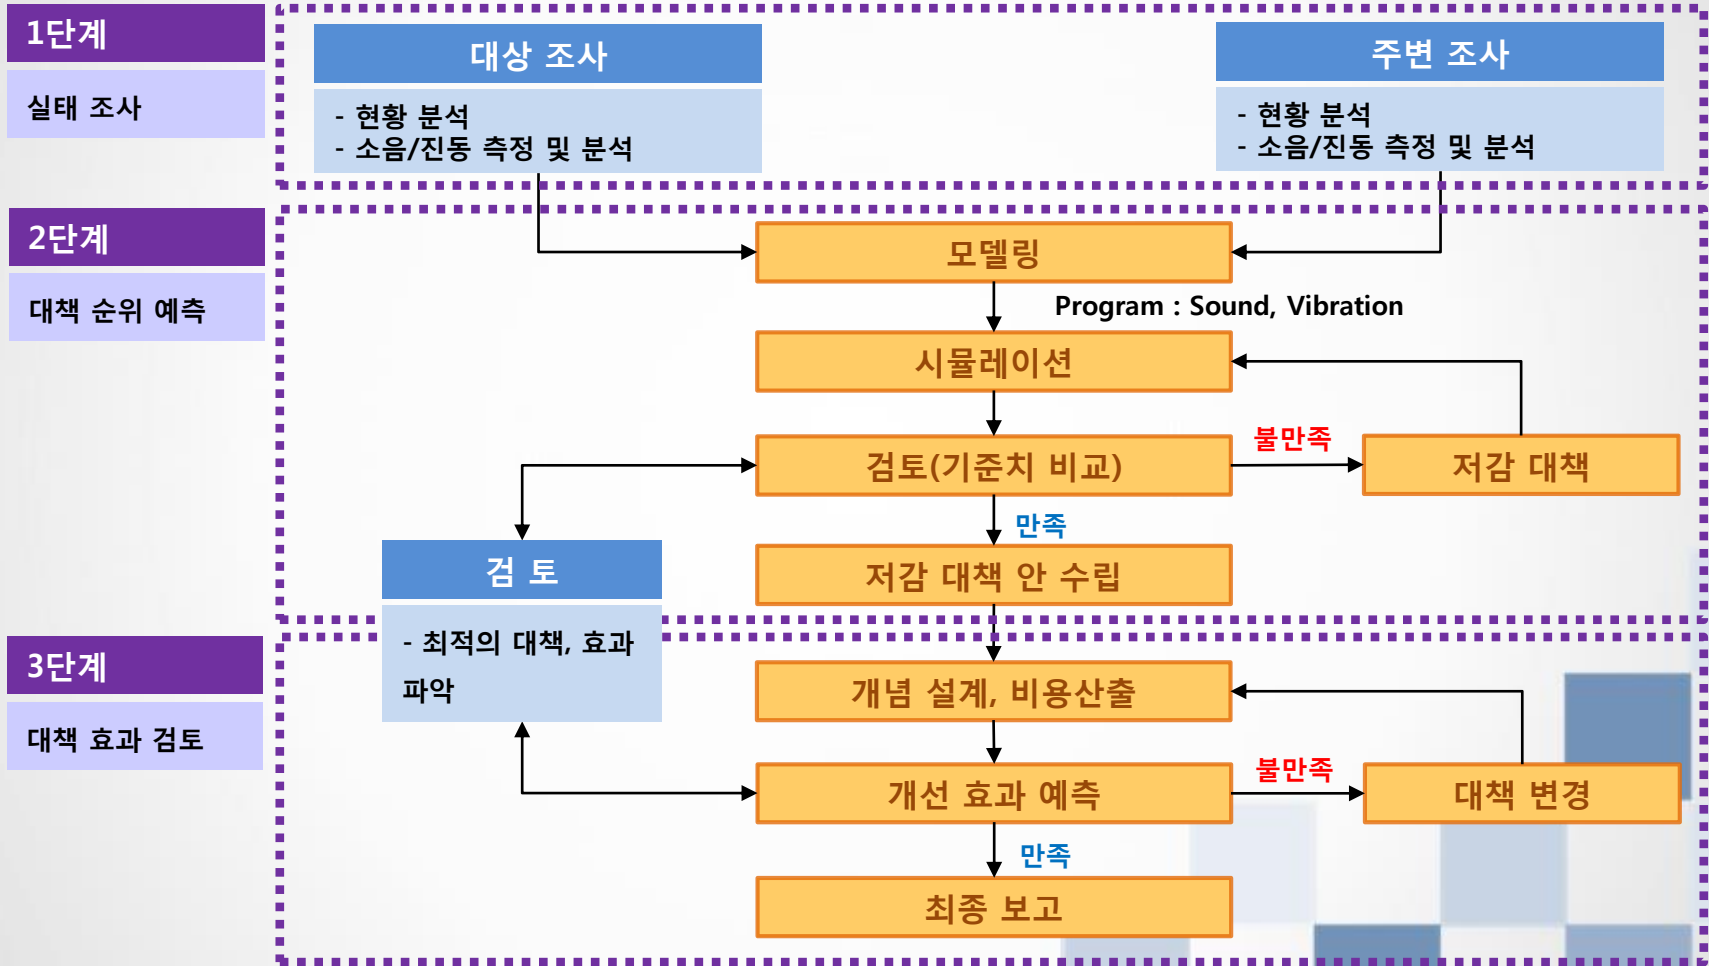 1단계
실태 조사
대상 조사
- 현황 분석
- 소음/진동 측정 및 분석
주변 조사
- 현황 분석
- 소음/진동 측정 및 분석
2단계
대책 순위 예측
모델링
Program : Sound, Vibration
시뮬레이션
검토(기준치 비교)
불만족
저감 대책
만족
저감 대책 안 수립
검 토
- 최적의 대책, 효과
파악
3단계
대책 효과 검토
개념 설계, 비용산출
개선 효과 예측
불만족
대책 변경
만족
최종 보고